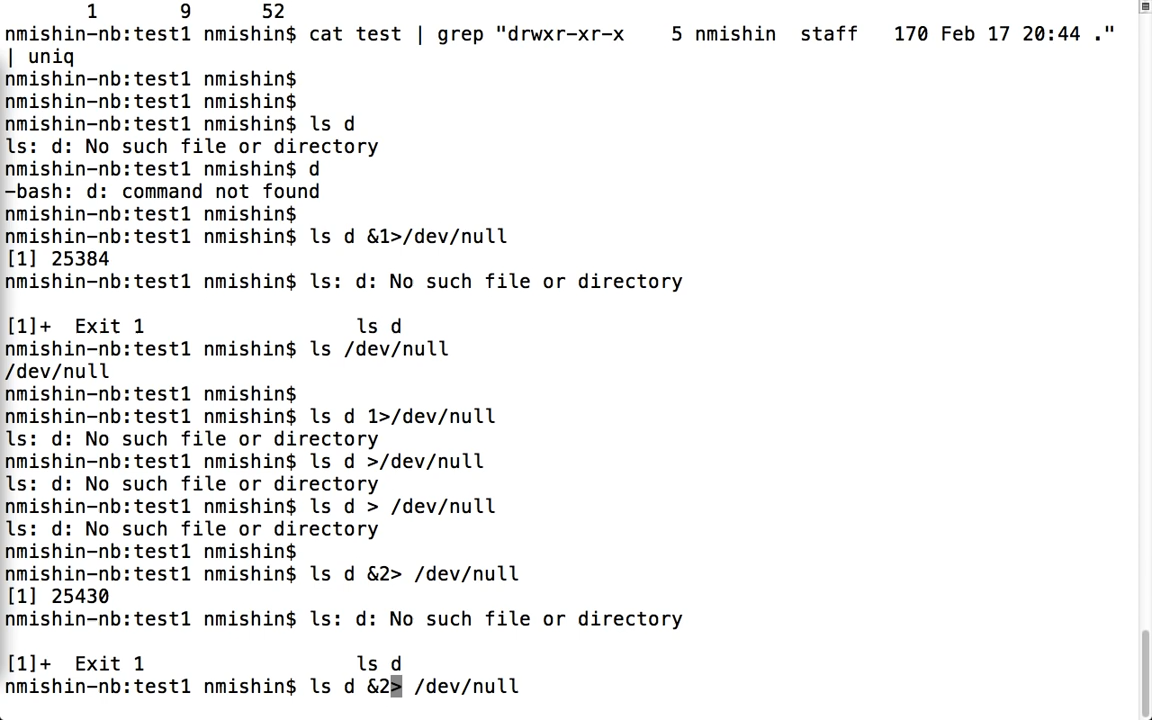 1 9 52
nmishin-nb:test1 nmishin$ cat test | grep "drwxr-xr-x    5 nmishin  staff   170 Feb 17 20:44 ."
| uniq
nmishin-nb:test1 nmishin$
nmishin-nb:test1 nmishin$
nmishin-nb:test1 nmishin$ ls d
ls: d: No such file or directory
nmishin-nb:test1 nmishin$ d
-bash: d: command not found
nmishin-nb:test1 nmishin$
nmishin-nb:test1 nmishin$ ls d &1>/dev/null
[1] 25384
nmishin-nb:test1 nmishin$ ls: d: No such file or directory
[1]+  Exit 1                  ls d
nmishin-nb:test1 nmishin$ ls /dev/null
/dev/null
nmishin-nb:test1 nmishin$
nmishin-nb:test1 nmishin$ ls d 1>/dev/null
ls: d: No such file or directory
nmishin-nb:test1 nmishin$ ls d >/dev/null
ls: d: No such file or directory
nmishin-nb:test1 nmishin$ ls d > /dev/null
ls: d: No such file or directory
nmishin-nb:test1 nmishin$
nmishin-nb:test1 nmishin$ ls d &2> /dev/null
[1] 25430
nmishin-nb:test1 nmishin$ ls: d: No such file or directory
[1]+  Exit 1                  ls d
nmishin-nb:test1 nmishin$ ls d &2> /dev/null